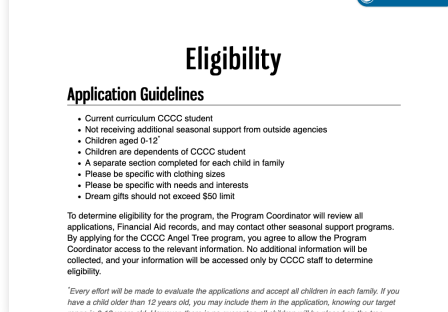 Eligibility
Application Guidelines
• Current curriculum CCCC student
• Not receiving additional seasonal support from outside agencies
• Children aged 0-12*
• Children are dependents of CCCC student
• A separate section completed for each child in family
• Please be specific with clothing sizes
• Please be specific with needs and interests
• Dream gifts should not exceed $50 limit
To determine eligibility for the program, the Program Coordinator will review all
applications, Financial Aid records, and may contact other seasonal support programs.
By applying for the CCCC Angel Tree program, you agree to allow the Program
Coordinator access to the relevant information. No additional information will be
collected, and your information will be accessed only by CCCC staff to determine
eligibility.
*Every effort will be made to evaluate the applications and accept all children in each family. If you
have a child older than 12 years old, you may include them in the application, knowing our target